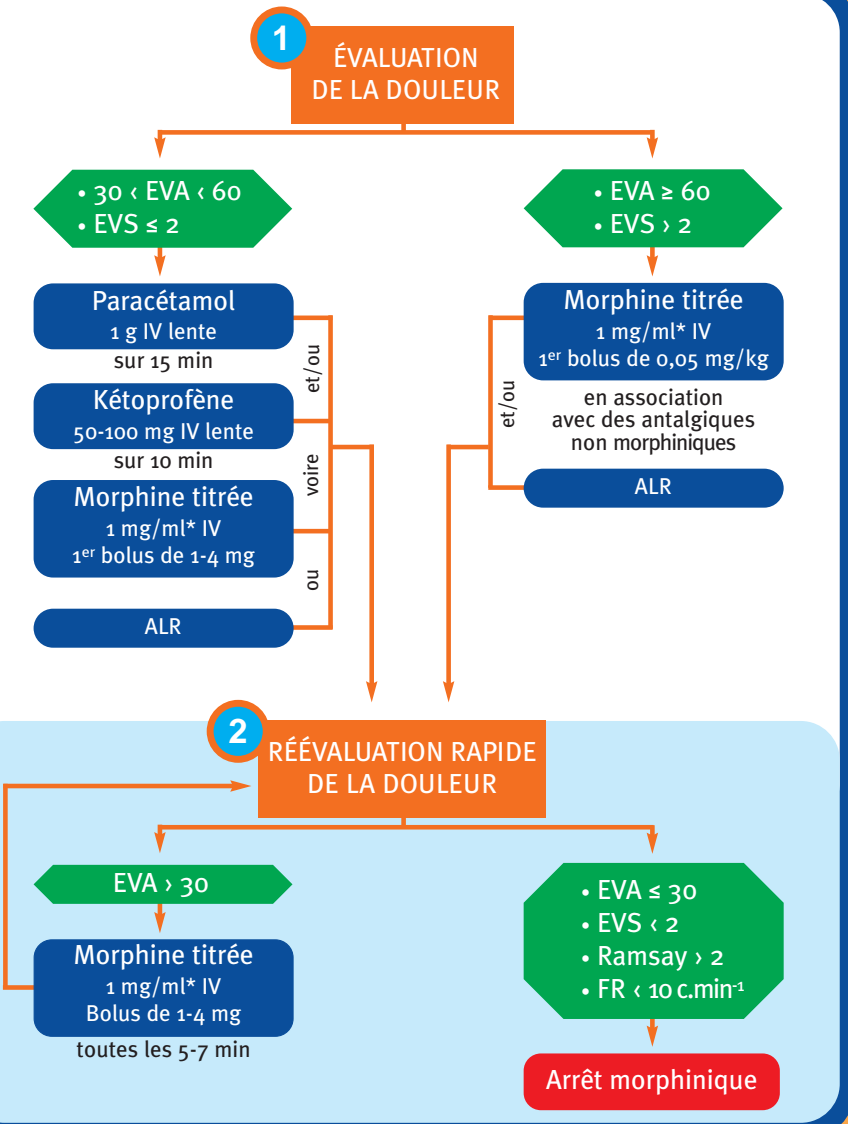 1
ÉVALUATION
DE LA DOULEUR
• 30 ‹ EVA ‹ 60
• EVS ≤ 2
Paracétamol
1 g IV lente
sur 15 min
et/ou
Kétoprofène
50-100 mg IV lente
sur 10 min
voire
Morphine titrée
1 mg/ml* IV
1er bolus de 1-4 mg
ou
ALR
• EVA ≥ 60
• EVS › 2
Morphine titrée
1 mg/ml* IV
1er bolus de 0,05 mg/kg
en association
avec des antalgiques
non morphiniques
et/ou
ALR
2
RÉÉVALUATION RAPIDE
DE LA DOULEUR
EVA › 30
Morphine titrée
1 mg/ml* IV
Bolus de 1-4 mg
toutes les 5-7 min
• EVA ≤ 30
• EVS ‹ 2
• Ramsay › 2
• FR ‹ 10 c.min-1
Arrêt morphinique